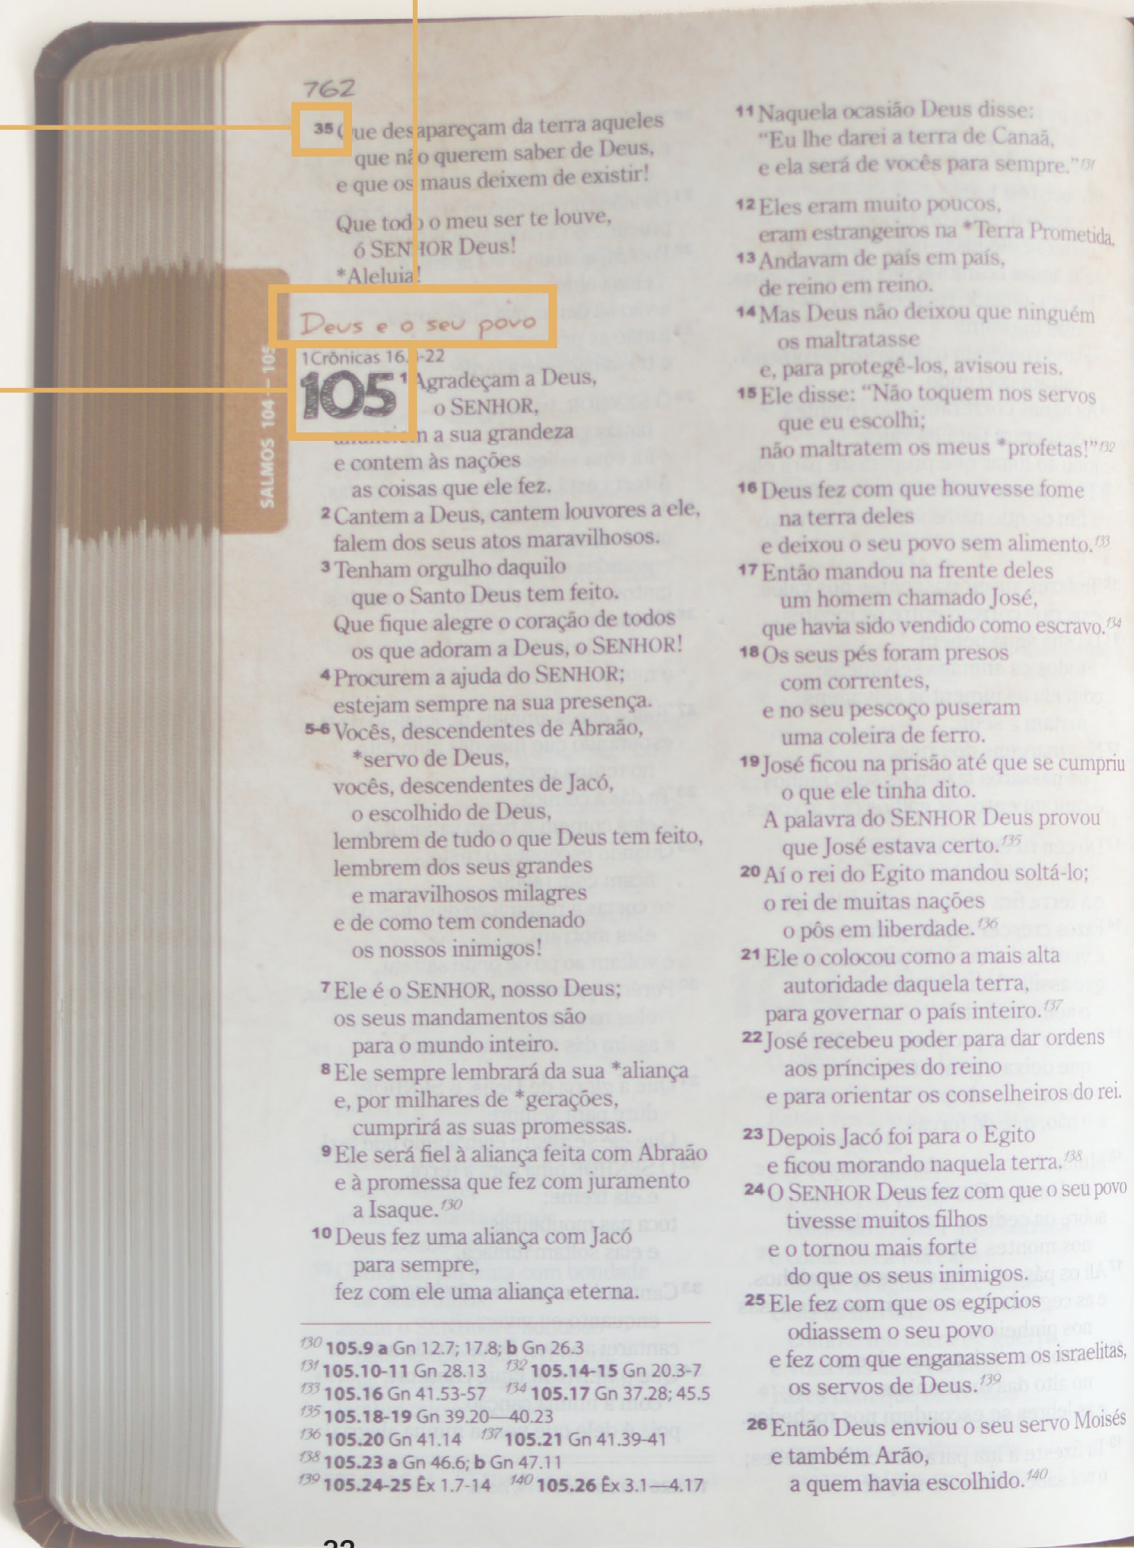 762
35 Que desapareçam da terra aqueles
que não querem saber de Deus,
e que os maus deixem de existir!
Que todo o meu ser te louve,
ó SENHOR Deus!
*Aleluia!
Deus e o seu povo
1Crônicas 16.8-22
105 1 Agradeçam a Deus,
o SENHOR,
anunciem a sua grandeza
e contem às nações
as coisas que ele fez.
2 Cantem a Deus, cantem louvores a ele,
falem dos seus atos maravilhosos.
3 Tenham orgulho daquilo
que o Santo Deus tem feito.
Que fique alegre o coração de todos
os que adoram a Deus, o SENHOR!
4 Procurem a ajuda do SENHOR;
estejam sempre na sua presença.
5-6 Vocês, descendentes de Abraão,
*servo de Deus,
vocês, descendentes de Jacó,
o escolhido de Deus,
lembrem de tudo o que Deus tem feito,
lembrem dos seus grandes
e maravilhosos milagres
e de como tem condenado
os nossos inimigos!
7 Ele é o SENHOR, nosso Deus;
os seus mandamentos são
para o mundo inteiro.
8 Ele sempre lembrará da sua *aliança
e, por milhares de *gerações,
cumprirá as suas promessas.
9 Ele será fiel à aliança feita com Abraão
e à promessa que fez com juramento
a Isaque.130
10 Deus fez uma aliança com Jacó
para sempre,
fez com ele uma aliança eterna.
11 Naquela ocasião Deus disse:
“Eu lhe darei a terra de Canaã,
e ela será de vocês para sempre.”131
12 Eles eram muito poucos,
eram estrangeiros na *Terra Prometida.
13 Andavam de país em país,
de reino em reino.
14 Mas Deus não deixou que ninguém
os maltratasse
e, para protegê-los, avisou reis.
15 Ele disse: “Não toquem nos servos
que eu escolhi;
não maltratem os meus *profetas!”132
16 Deus fez com que houvesse fome
na terra deles
e deixou o seu povo sem alimento.133
17 Então mandou na frente deles
um homem chamado José,
que havia sido vendido como escravo.134
18 Os seus pés foram presos
com correntes,
e no seu pescoço puseram
uma coleira de ferro.
19 José ficou na prisão até que se cumpriu
o que ele tinha dito.
A palavra do SENHOR Deus provou
que José estava certo.135
20 Aí o rei do Egito mandou soltá-lo;
o rei de muitas nações
o pôs em liberdade.136
21 Ele o colocou como a mais alta
autoridade daquela terra,
para governar o país inteiro.137
22 José recebeu poder para dar ordens
aos príncipes do reino
e para orientar os conselheiros do rei.
23 Depois Jacó foi para o Egito
e ficou morando naquela terra.138
24 O SENHOR Deus fez com que o seu povo
tivesse muitos filhos
e o tornou mais forte
do que os seus inimigos.
25 Ele fez com que os egípcios
odiassem o seu povo
e fez com que enganassem os israelitas,
os servos de Deus.139
26 Então Deus enviou o seu servo Moisés
e também Arão,
a quem havia escolhido.140
130 105.9 a Gn 12.7; 17.8; b Gn 26.3
131 105.10-11 Gn 28.13 132 105.14-15 Gn 20.3-7
133 105.16 Gn 41.53-57 134 105.17 Gn 37.28; 45.5
135 105.18-19 Gn 39.20—40.23
136 105.20 Gn 41.14 137 105.21 Gn 41.39-41
138 105.23 a Gn 46.6; b Gn 47.11
139 105.24-25 Êx 1.7-14 140 105.26 Êx 3.1—4.17
SALMOS 104 – 105